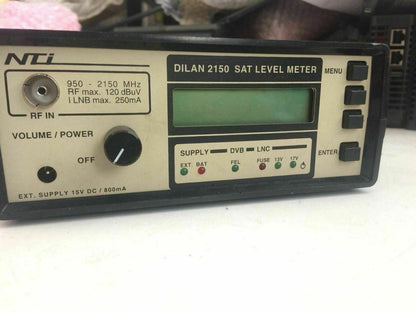 NTi
DILAN 2150 SAT LEVEL METER
MENU
950 - 2150 MHz
RF max. 120 dBuV
I LNB max. 250mA
RF IN
VOLUME / POWER
OFF
EXT. SUPPLY 15V DC / 800mA
SUPPLY DVB LNC
EXT. BAT FEL FUSE 13V 17V
ENTER